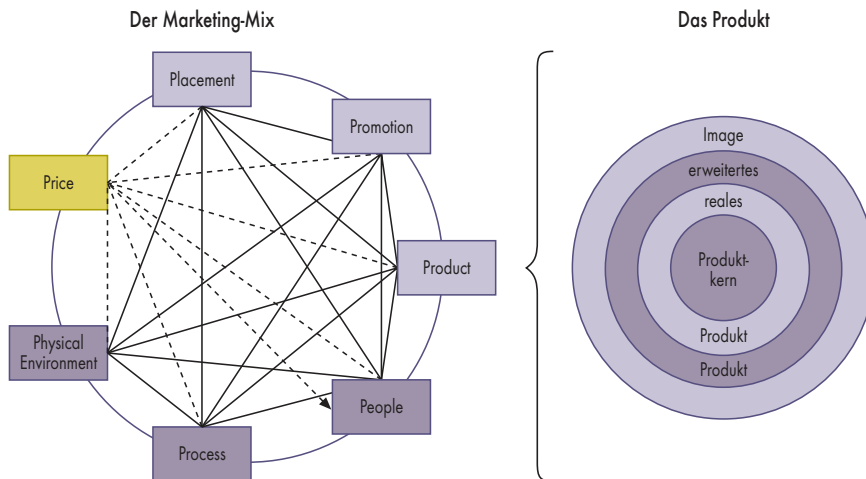 Der Marketing-Mix
Placement
Promotion
Price
Product
Physical
Environment
People
Process
Das Produkt
Image
erweitertes
reales
Produkt-
kern
Produkt
Produkt